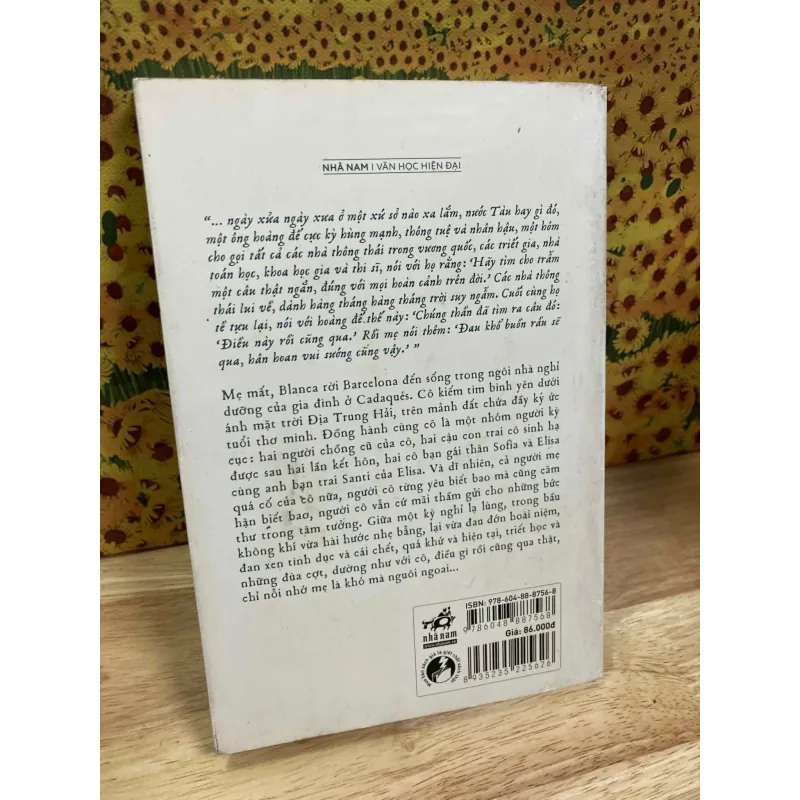 NHÃ NAM | VĂN HỌC HIỆN ĐẠI
“... ngày xửa ngày xưa ở một xứ sở nào xa lắm, nước Tàu hay gì đó,
một ông hoàng đế cực kỳ hùng mạnh, thông tuệ và nhân hậu, một hôm
cho gọi tất cả các nhà thông thái trong vương quốc, các triết gia, nhà
toán học, khoa học gia và thi sĩ, nói với họ rằng: ‘Hãy tìm cho trẫm
một câu thật ngắn, đúng với mọi hoàn cảnh trên đời.’ Các nhà thông
thái lui về, dành hàng tháng hàng tháng trời suy ngẫm. Cuối cùng họ
tề tựu lại, nói với hoàng đế thế này: ‘Chúng thần đã tìm ra câu đó:
‘Điều này rồi cũng qua.’ Rồi mẹ nói thêm: ‘Đau khổ buồn rầu sẽ
qua, hân hoan vui sướng cũng vậy.’ ”
Mẹ mất, Blanca rời Barcelona đến sống trong ngôi nhà nghỉ
dưỡng của gia đình ở Cadaqués. Cô kiếm tìm bình yên dưới
ánh mặt trời Địa Trung Hải, trên mảnh đất chứa đầy ký ức
tuổi thơ mình. Đồng hành cùng cô là một nhóm người kỳ
cục: hai người chồng cũ của cô, hai cậu con trai cô sinh hạ
được sau hai lần kết hôn, hai cô bạn gái thân Sofia và Elisa
cùng anh bạn trai Santi của Elisa. Và dĩ nhiên, cả người mẹ
quá cố của cô nữa, người cô từng yêu biết bao mà cũng căm
hận biết bao, người cô vẫn cứ mãi thầm gửi cho những bức
thư trong tâm tưởng. Giữa một kỳ nghỉ lạ lùng, trong bầu
không khí vừa hài hước nhẹ bẫng, lại vừa đau đớn hoài niệm,
đan xen tình dục và cái chết, quá khứ và hiện tại, triết học và
những đùa cợt, dường như với cô, điều gì rồi cũng qua thật,
chỉ nỗi nhớ mẹ là khó mà nguôi ngoai...
ISBN: 978-604-88-8756-8
9 786048 887568
Giá: 86.000đ
nhã nam
www.nhanam.vn
8 935235 225626